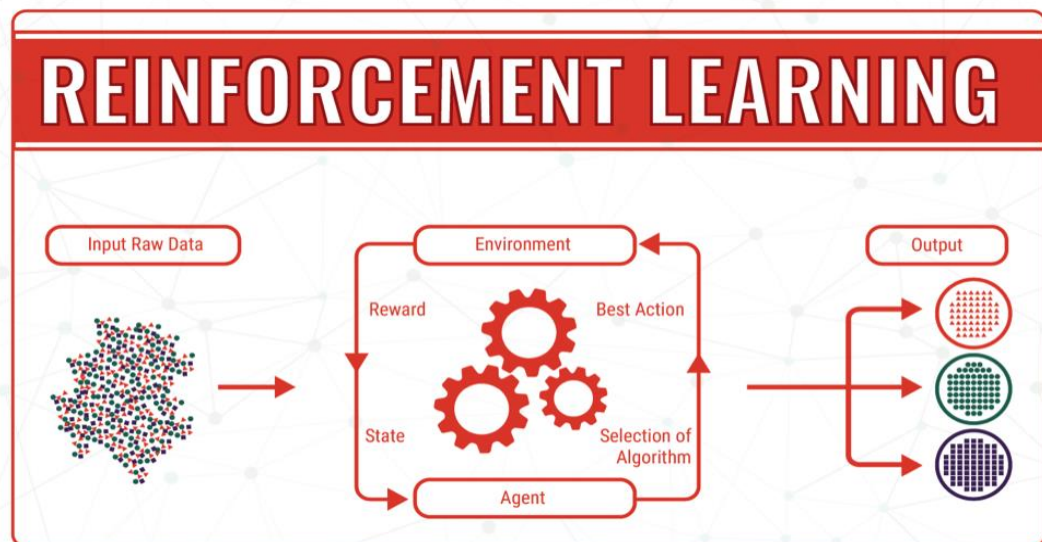 REINFORCEMENT LEARNING
Input Raw Data
Environment
Output
Reward
Best Action
State
Selection of
Algorithm
Agent